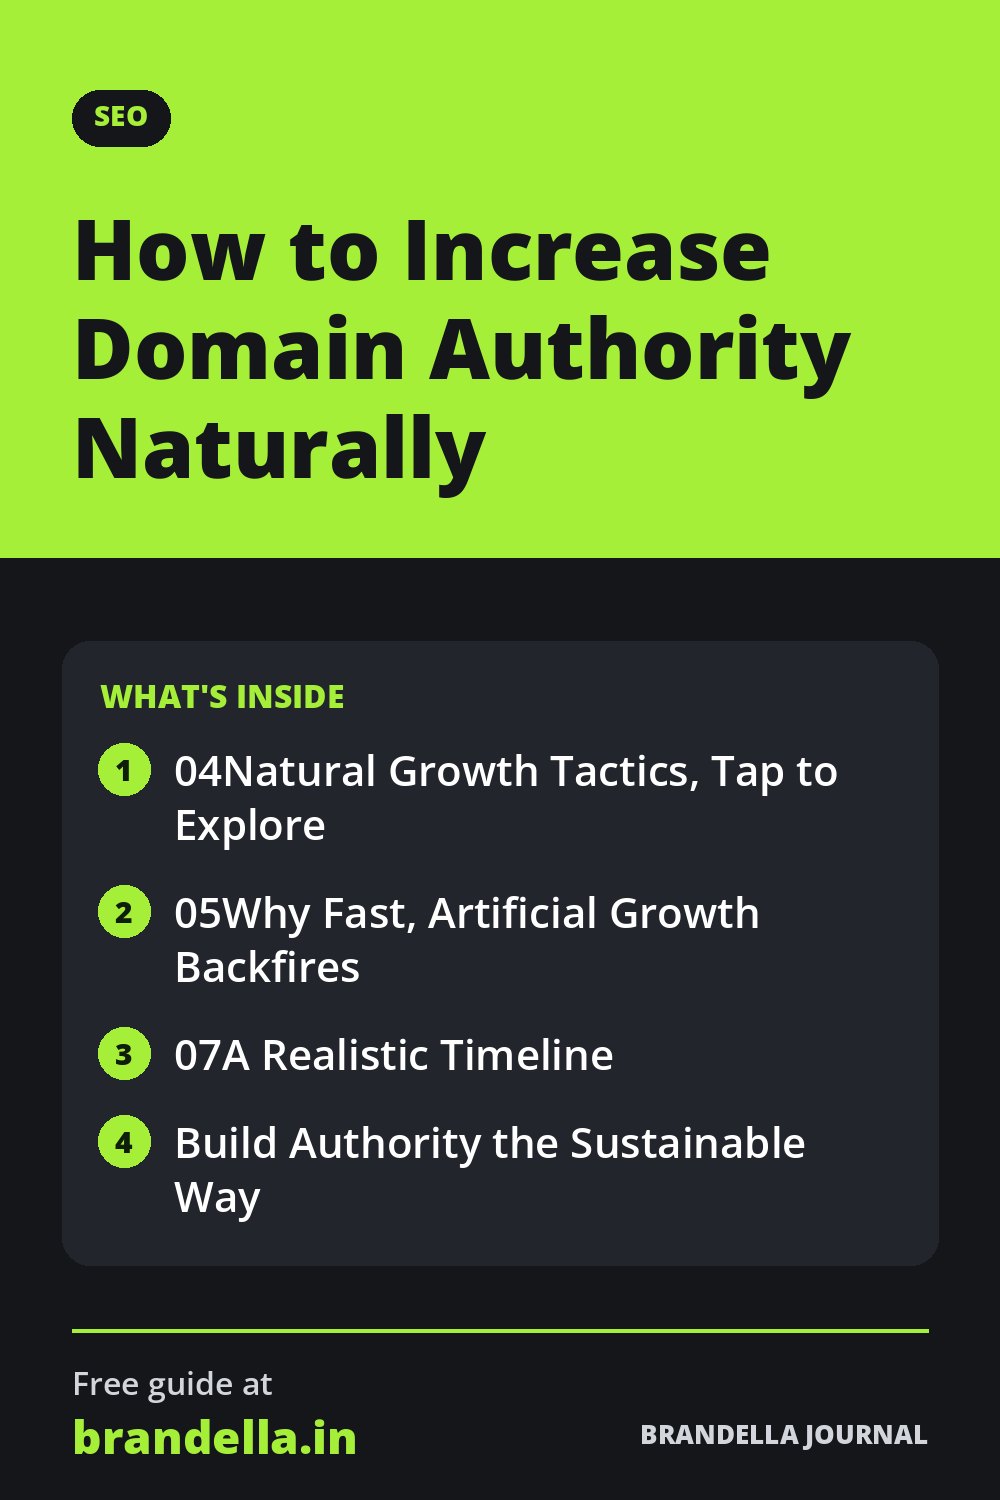 SEO
How to Increase
Domain Authority
Naturally
WHAT'S INSIDE
1 04Natural Growth Tactics, Tap to
Explore
2 05Why Fast, Artificial Growth
Backfires
3 07A Realistic Timeline
4 Build Authority the Sustainable
Way
Free guide at
brandella.in
BRANDELLA JOURNAL